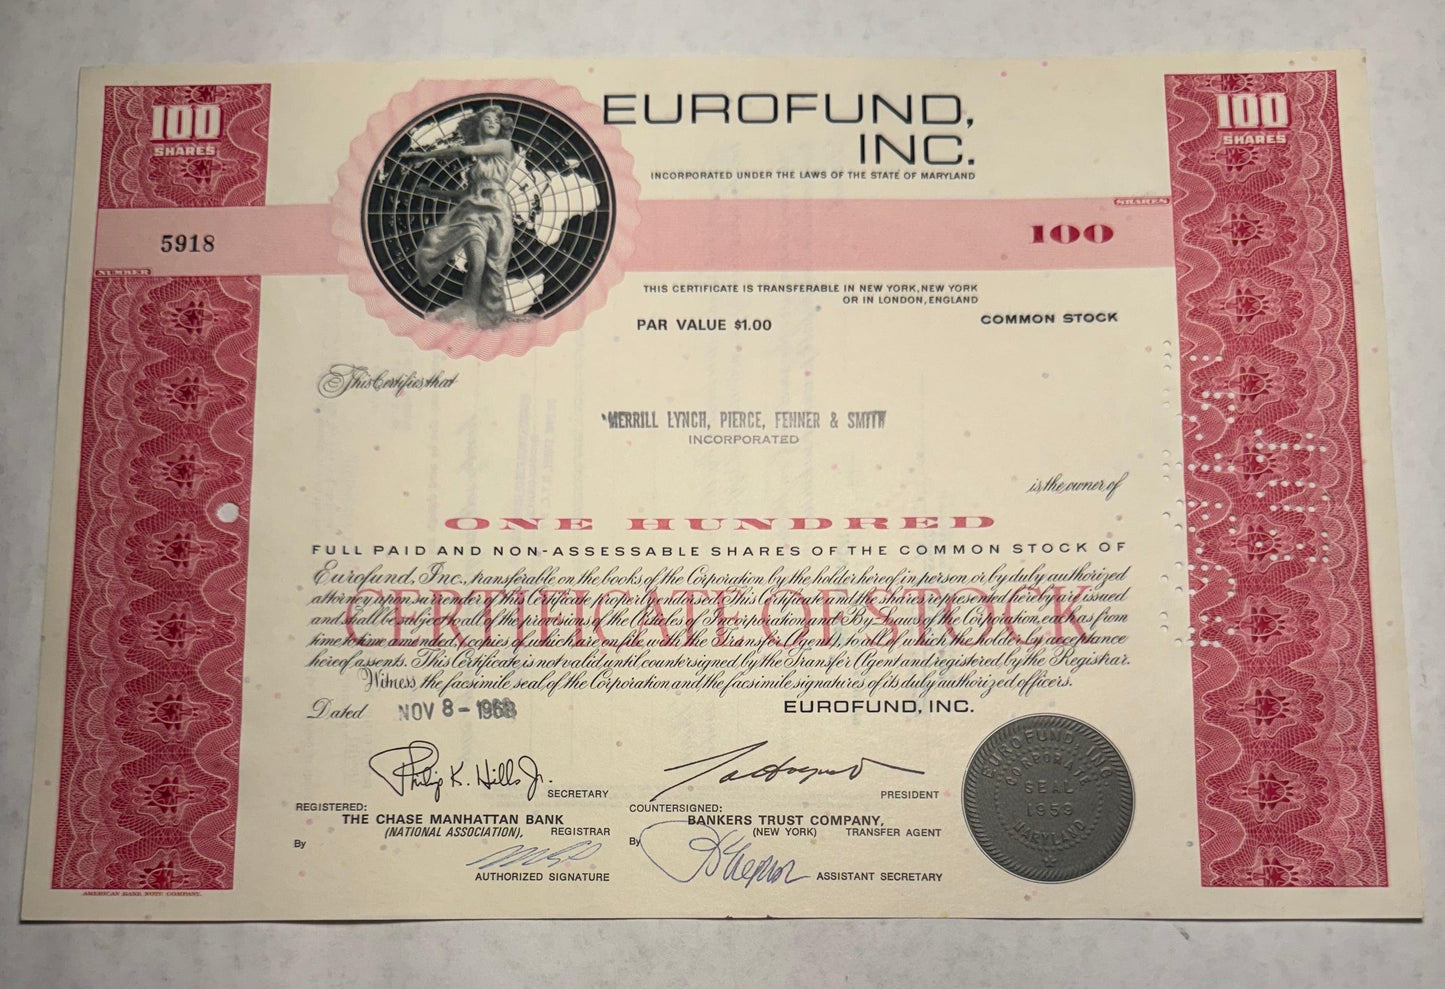 100
SHARES
EUROFUND,
INC.
INCORPORATED UNDER THE LAWS OF THE STATE OF MARYLAND
100
SHARES
SHARES
5918
100
NUMBER
THIS CERTIFICATE IS TRANSFERABLE IN NEW YORK, NEW YORK
OR IN LONDON, ENGLAND
PAR VALUE $1.00
COMMON STOCK
This Certifies that
MERRILL LYNCH, PIERCE, FENNER & SMITH
INCORPORATED
is the owner of
ONE HUNDRED
FULL PAID AND NON-ASSESSABLE SHARES OF THE COMMON STOCK OF
Eurofund, Inc., transferable on the books of the Corporation by the holder hereof in person or by duly authorized
attorney upon surrender of this Certificate properly endorsed. This Certificate and the shares represented hereby are issued
and shall be subject to all of the provisions of the Articles of Incorporation and By-Laws of the Corporation, each as from
time to time amended, (copies of which are on file with the Transfer Agent), to all of which the holder by acceptance
hereof assents. This Certificate is not valid until countersigned by the Transfer Agent and registered by the Registrar.
CERTIFICATE OF STOCK
Witness, the facsimile seal of the Corporation and the facsimile signatures of its duly authorized officers.
Dated NOV 8 - 1968
EUROFUND, INC.
Philip K. Hills Jr.
SECRETARY
PRESIDENT
REGISTERED:
THE CHASE MANHATTAN BANK
(NATIONAL ASSOCIATION), REGISTRAR
By
AUTHORIZED SIGNATURE
COUNTERSIGNED:
BANKERS TRUST COMPANY,
(NEW YORK) TRANSFER AGENT
By
ASSISTANT SECRETARY
EUROFUND, INC.
CORPORATE
SEAL
1959
MARYLAND
AMERICAN BANK NOTE COMPANY.